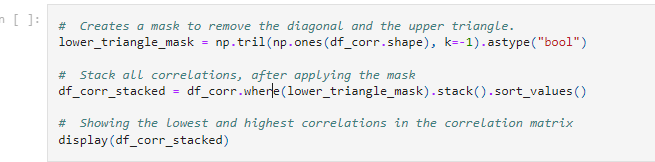 n [ ]:
#  Creates a mask to remove the diagonal and the upper triangle.
lower_triangle_mask = np.tril(np.ones(df_corr.shape), k=-1).astype("bool")
#  Stack all correlations, after applying the mask
df_corr_stacked = df_corr.where(lower_triangle_mask).stack().sort_values()
#  Showing the lowest and highest correlations in the correlation matrix
display(df_corr_stacked)